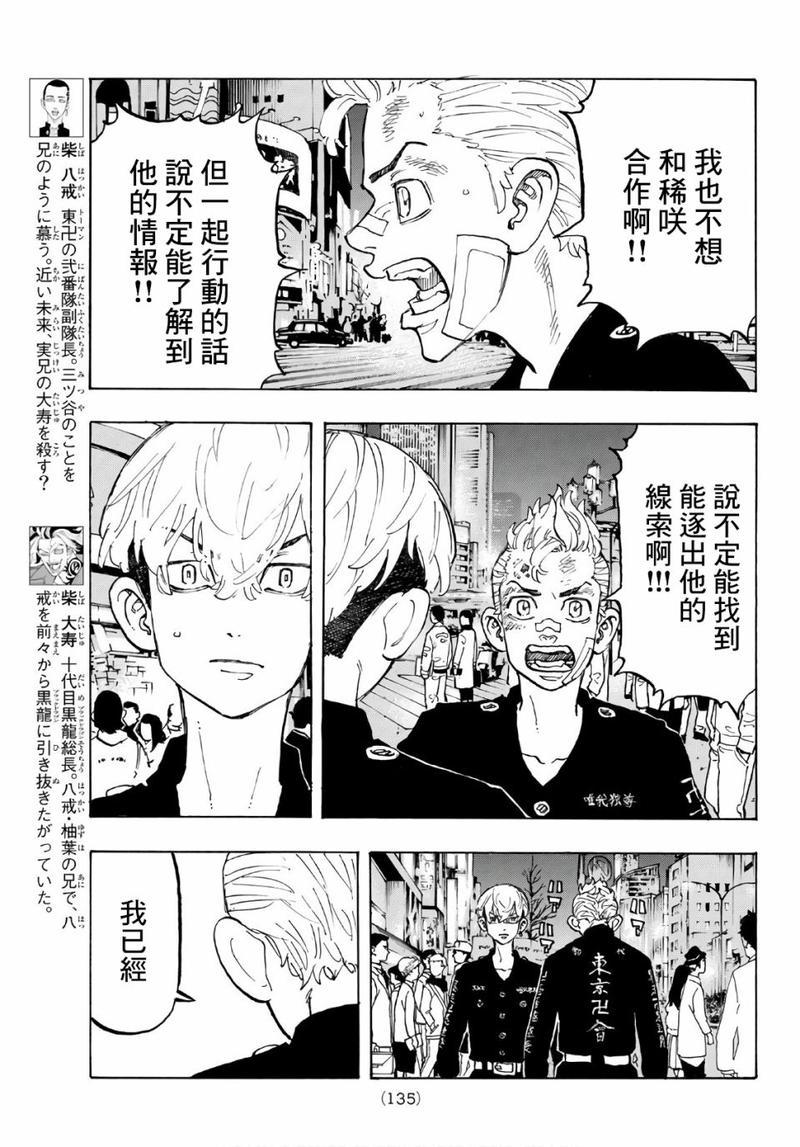 我也不想
和稀咲
合作啊!!
但一起行動的話
說不定能了解到
他的情報!!
說不定能找到
能逐出他的
線索啊!!!
唯我独尊
東京卍會
我已經
柴 八戒 東卍の弐番隊副隊長。三ツ谷のことを
兄のように慕う。近い未来、実兄の大寿を殺す?
柴 大寿 十代目黒龍総長。八戒・柚葉の兄で、八
戒を前々から黒龍に引き抜きたがっていた。
(135)